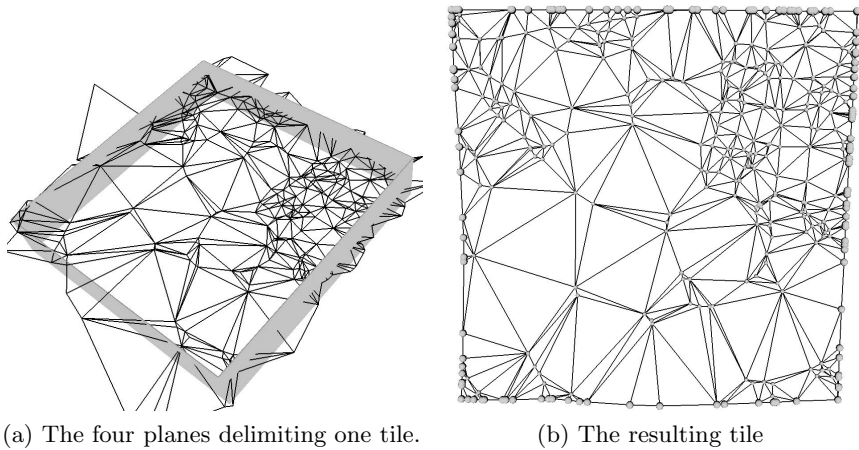 (a) The four planes delimiting one tile.
(b) The resulting tile